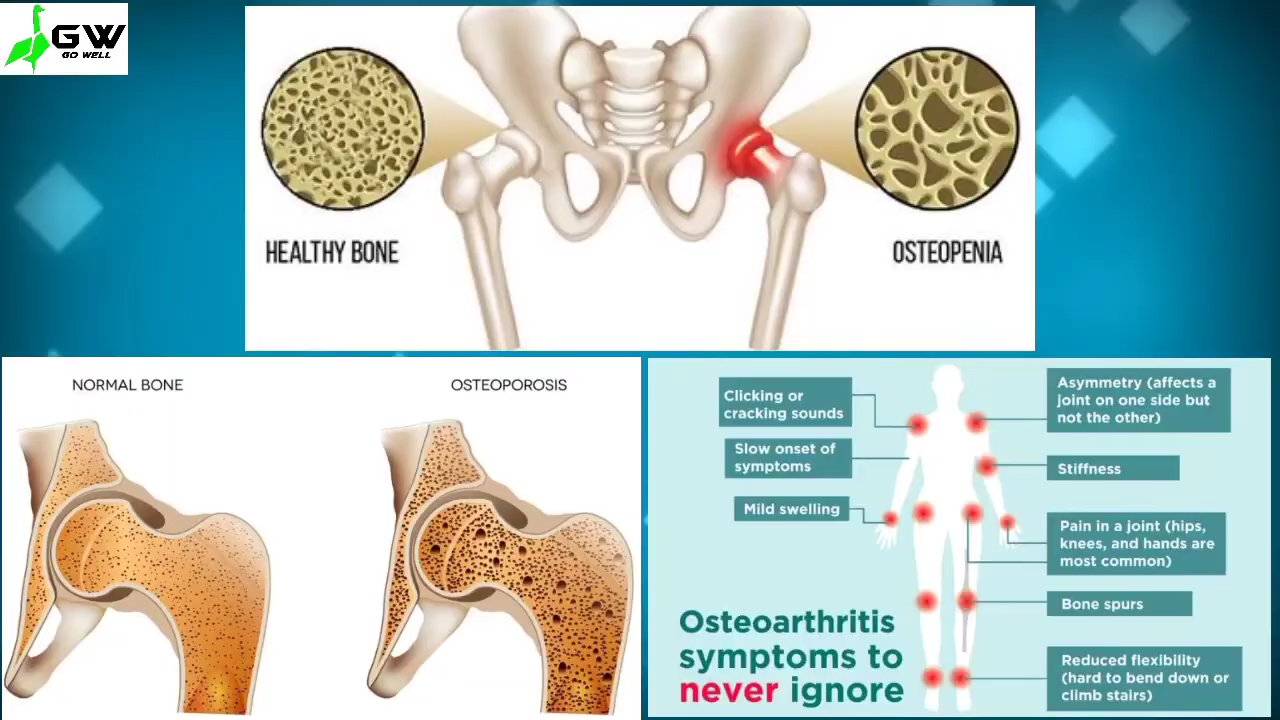 GW
GO WELL
HEALTHY BONE
OSTEOPENIA
NORMAL BONE
OSTEOPOROSIS
Clicking or
cracking sounds
Slow onset of
symptoms
Mild swelling
Asymmetry (affects a
joint on one side but
not the other)
Stiffness
Pain in a joint (hips,
knees, and hands are
most common)
Bone spurs
Reduced flexibility
(hard to bend down or
climb stairs)
Osteoarthritis
symptoms to
never ignore